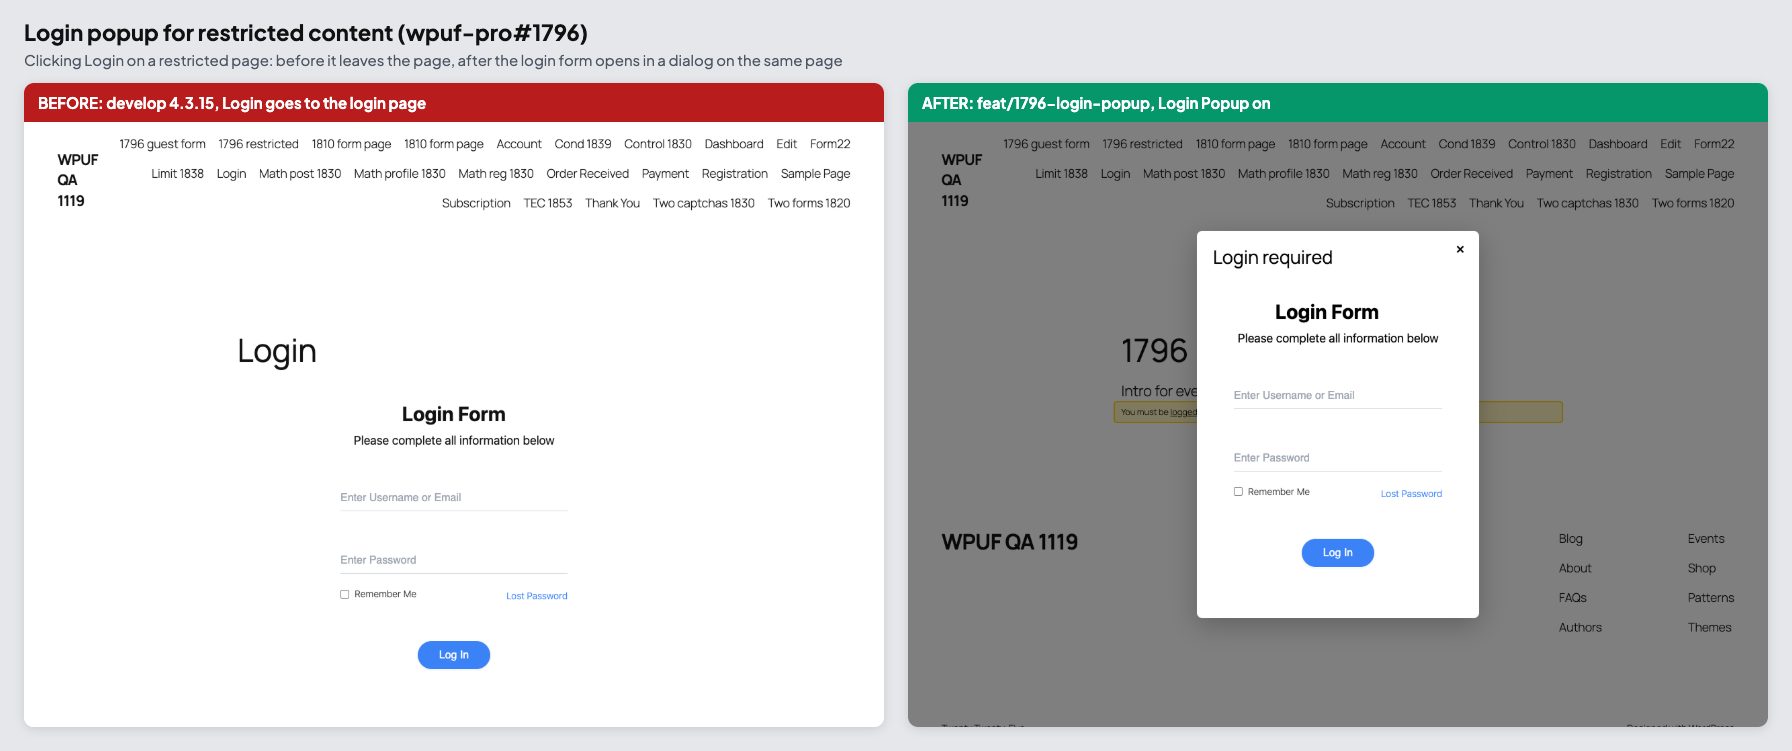 Login popup for restricted content (wpuf-pro#1796)
Clicking Login on a restricted page: before it leaves the page, after the login form opens in a dialog on the same page
BEFORE: develop 4.3.15, Login goes to the login page
WPUF
QA
1119
1796 guest form 1796 restricted 1810 form page 1810 form page Account Cond 1839 Control 1830 Dashboard Edit Form22
Limit 1838 Login Math post 1830 Math profile 1830 Math reg 1830 Order Received Payment Registration Sample Page
Subscription TEC 1853 Thank You Two captchas 1830 Two forms 1820
Login
Login Form
Please complete all information below
Enter Username or Email
Enter Password
Remember Me Lost Password
Log In
AFTER: feat/1796-login-popup, Login Popup on
WPUF
QA
1119
1796 guest form 1796 restricted 1810 form page 1810 form page Account Cond 1839 Control 1830 Dashboard Edit Form22
Limit 1838 Login Math post 1830 Math profile 1830 Math reg 1830 Order Received Payment Registration Sample Page
Subscription TEC 1853 Thank You Two captchas 1830 Two forms 1820
Login required ×
Login Form
Please complete all information below
Enter Username or Email
Enter Password
Remember Me Lost Password
Log In
1796
Intro for eve
You must be logged
WPUF QA 1119
Blog Events
About Shop
FAQs Patterns
Authors Themes